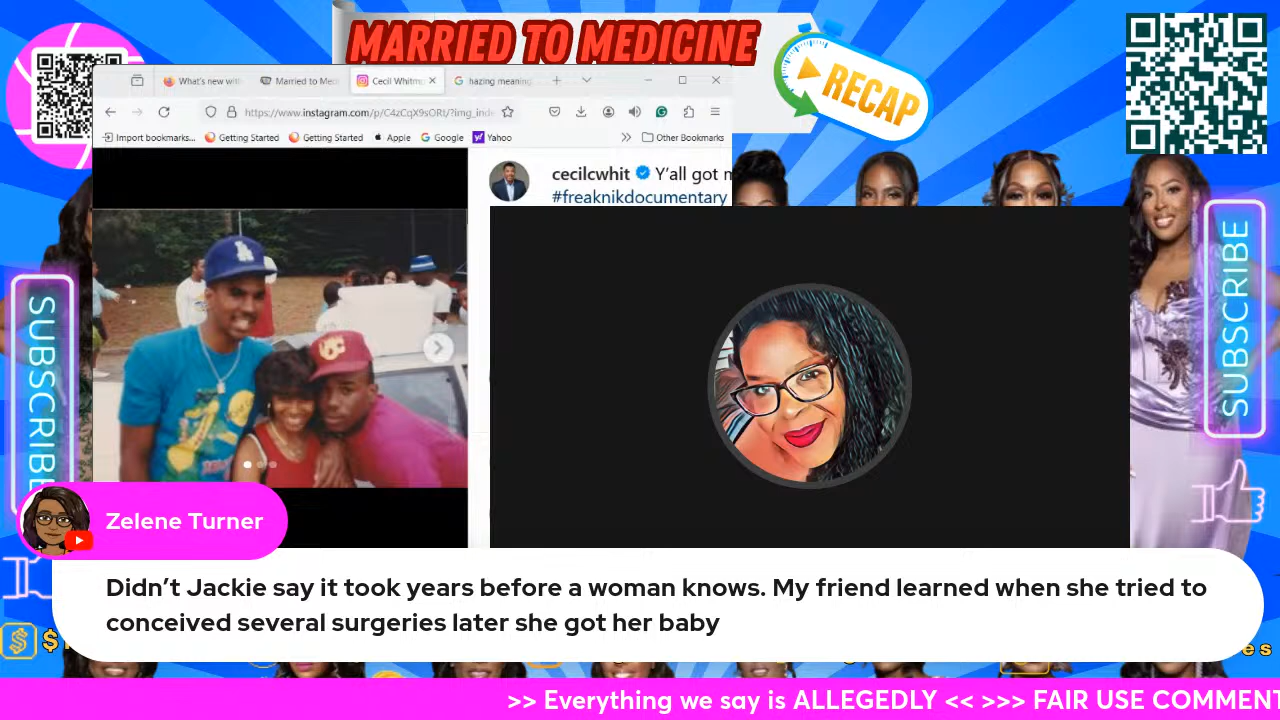 MARRIED TO MEDICINE
RECAP
What's new with
Married to Med
Cecil Whitm
hazing meaning
https://www.instagram.com/p/C4zCqX9sORt/?img_inde
Import bookmarks...
Getting Started
Getting Started
Apple
Google
Yahoo
Other Bookmarks
cecilcwhit Y'all got m
#freaknikdocumentary
SUBSCRIBE
SUBSCRIBE
Zelene Turner
Didn't Jackie say it took years before a woman knows. My friend learned when she tried to
conceived several surgeries later she got her baby
>> Everything we say is ALLEGEDLY << >>> FAIR USE COMMENT